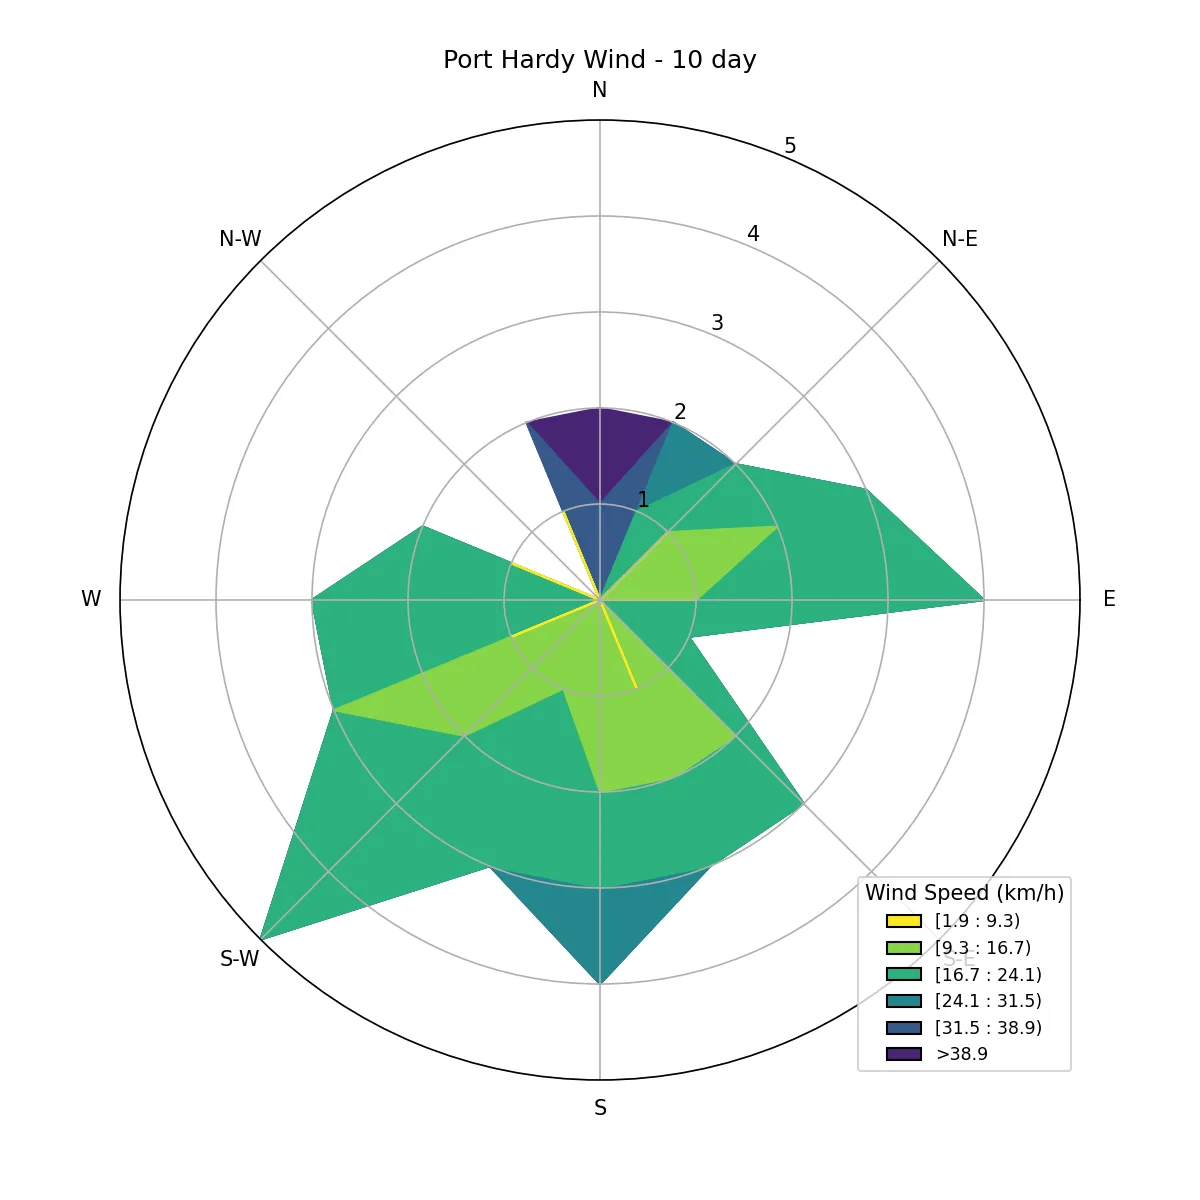 Port Hardy Wind - 10 day
N
5
N-W
N-E
4
3
2
1
W
E
Wind Speed (km/h)
[1.9 : 9.3)
[9.3 : 16.7)
S-W
S-E
[16.7 : 24.1)
[24.1 : 31.5)
[31.5 : 38.9)
>38.9
S